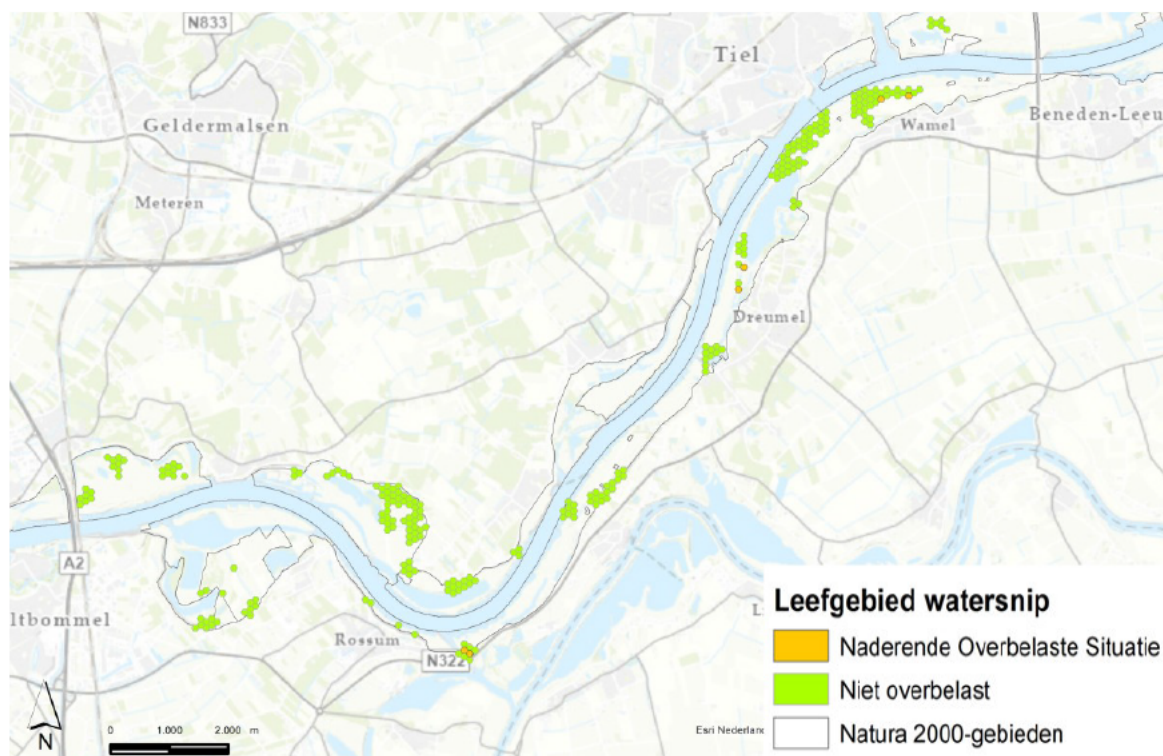 N833
Tiel
Geldermalsen
Wamel
Beneden-Leeu
Meteren
Dreumel
A2
ltbommel
Rossum
N322
Leefgebied watersnip
Naderende Overbelaste Situatie
Niet overbelast
Natura 2000-gebieden
N
0 1.000 2.000 m
Esri Nederlan